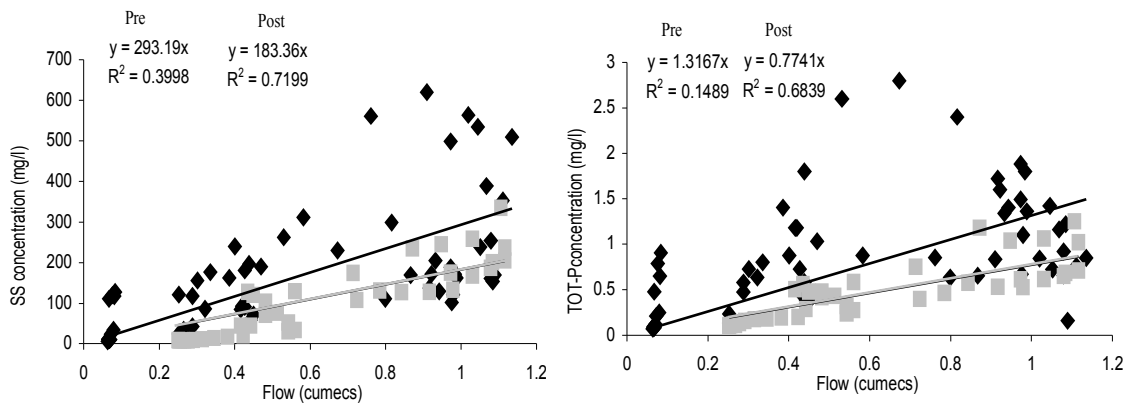 Pre Post
y = 293.19x y = 183.36x
R² = 0.3998 R² = 0.7199
700
600
500
400
300
200
100
0
0 0.2 0.4 0.6 0.8 1 1.2
SS concentration (mg/l)
Flow (cumecs)
Pre Post
y = 1.3167x y = 0.7741x
R² = 0.1489 R² = 0.6839
3
2.5
2
1.5
1
0.5
0
0 0.2 0.4 0.6 0.8 1 1.2
TOT-Pconcentration (mg/l)
Flow (cumecs)